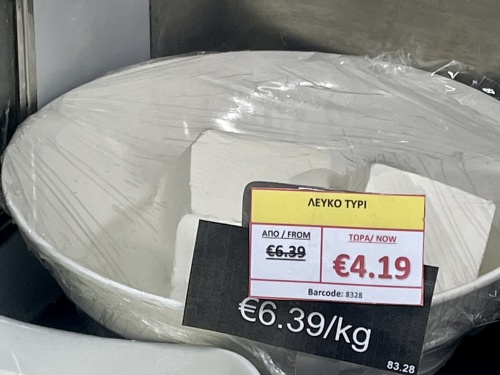 ΛΕΥΚΟ ΤΥΡΙ
ΑΠΟ / FROM
€6.39
ΤΩΡΑ/ NOW
€4.19
Barcode: 8328
€6.39/kg
83.28